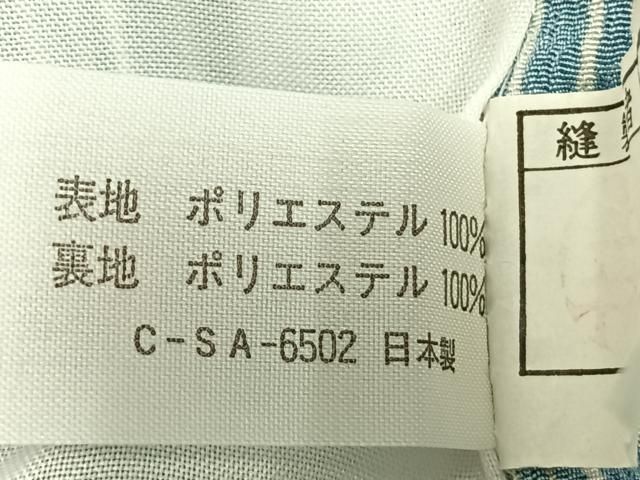 表地 ポリエステル 100%
裏地 ポリエステル 100%
C-SA-6502 日本製
縫